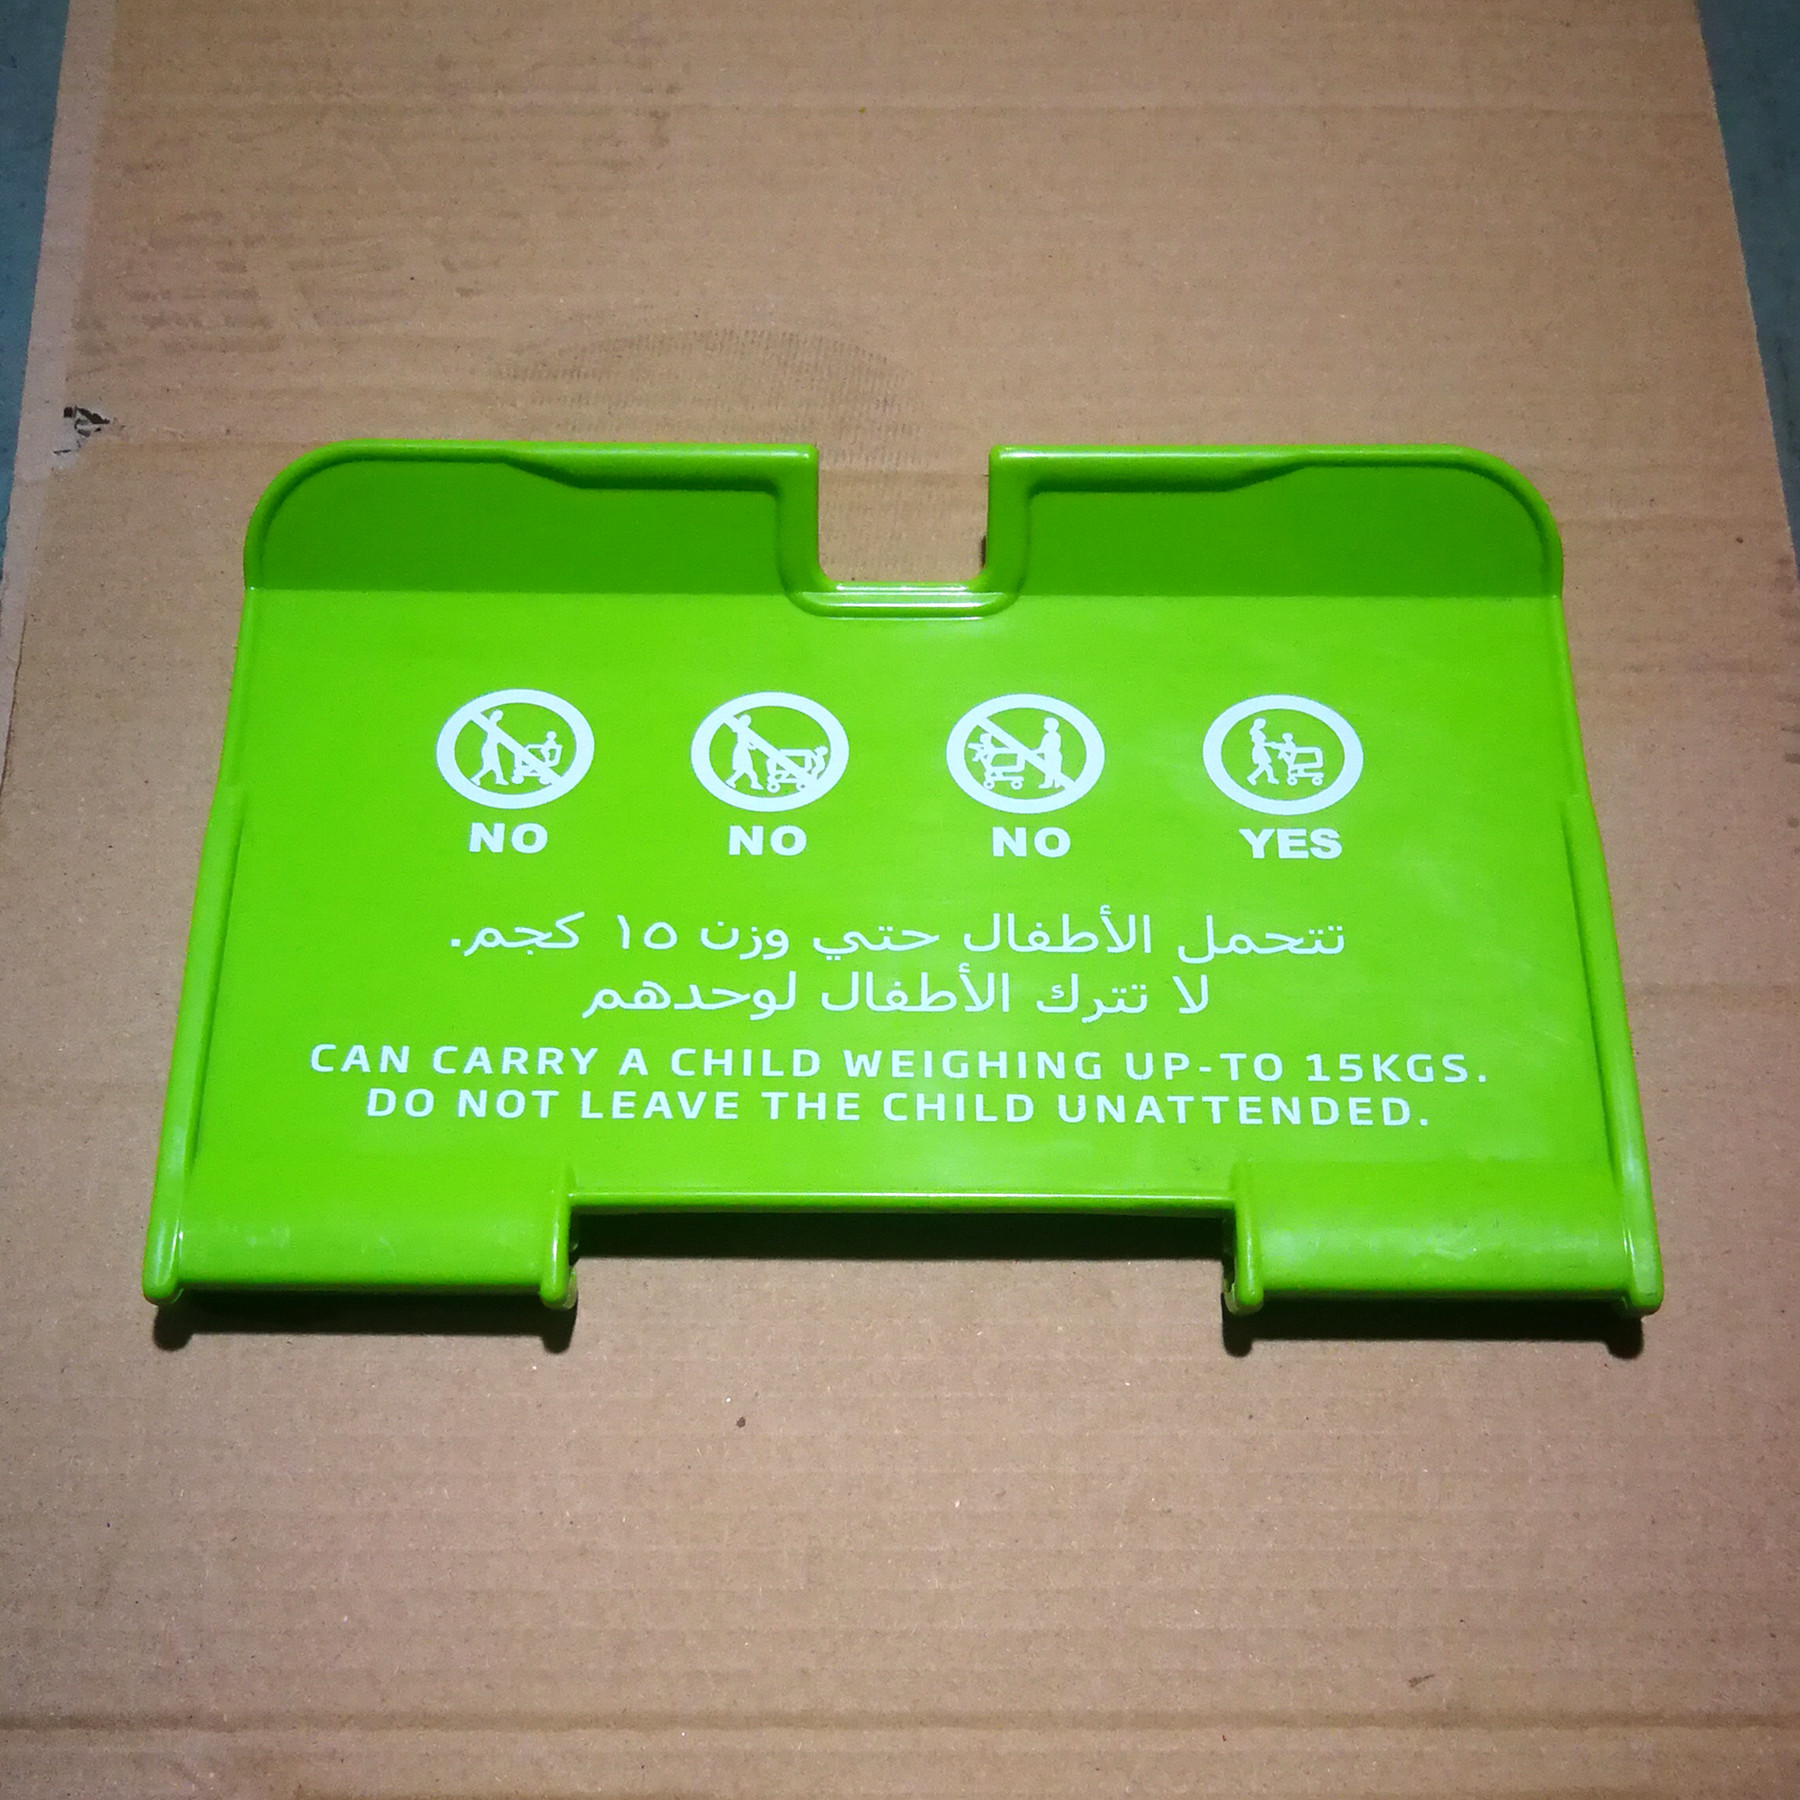 NO NO NO YES
تتحمل الأطفال حتي وزن ١٥ كجم.
لا تترك الأطفال لوحدهم
CAN CARRY A CHILD WEIGHING UP-TO 15KGS.
DO NOT LEAVE THE CHILD UNATTENDED.